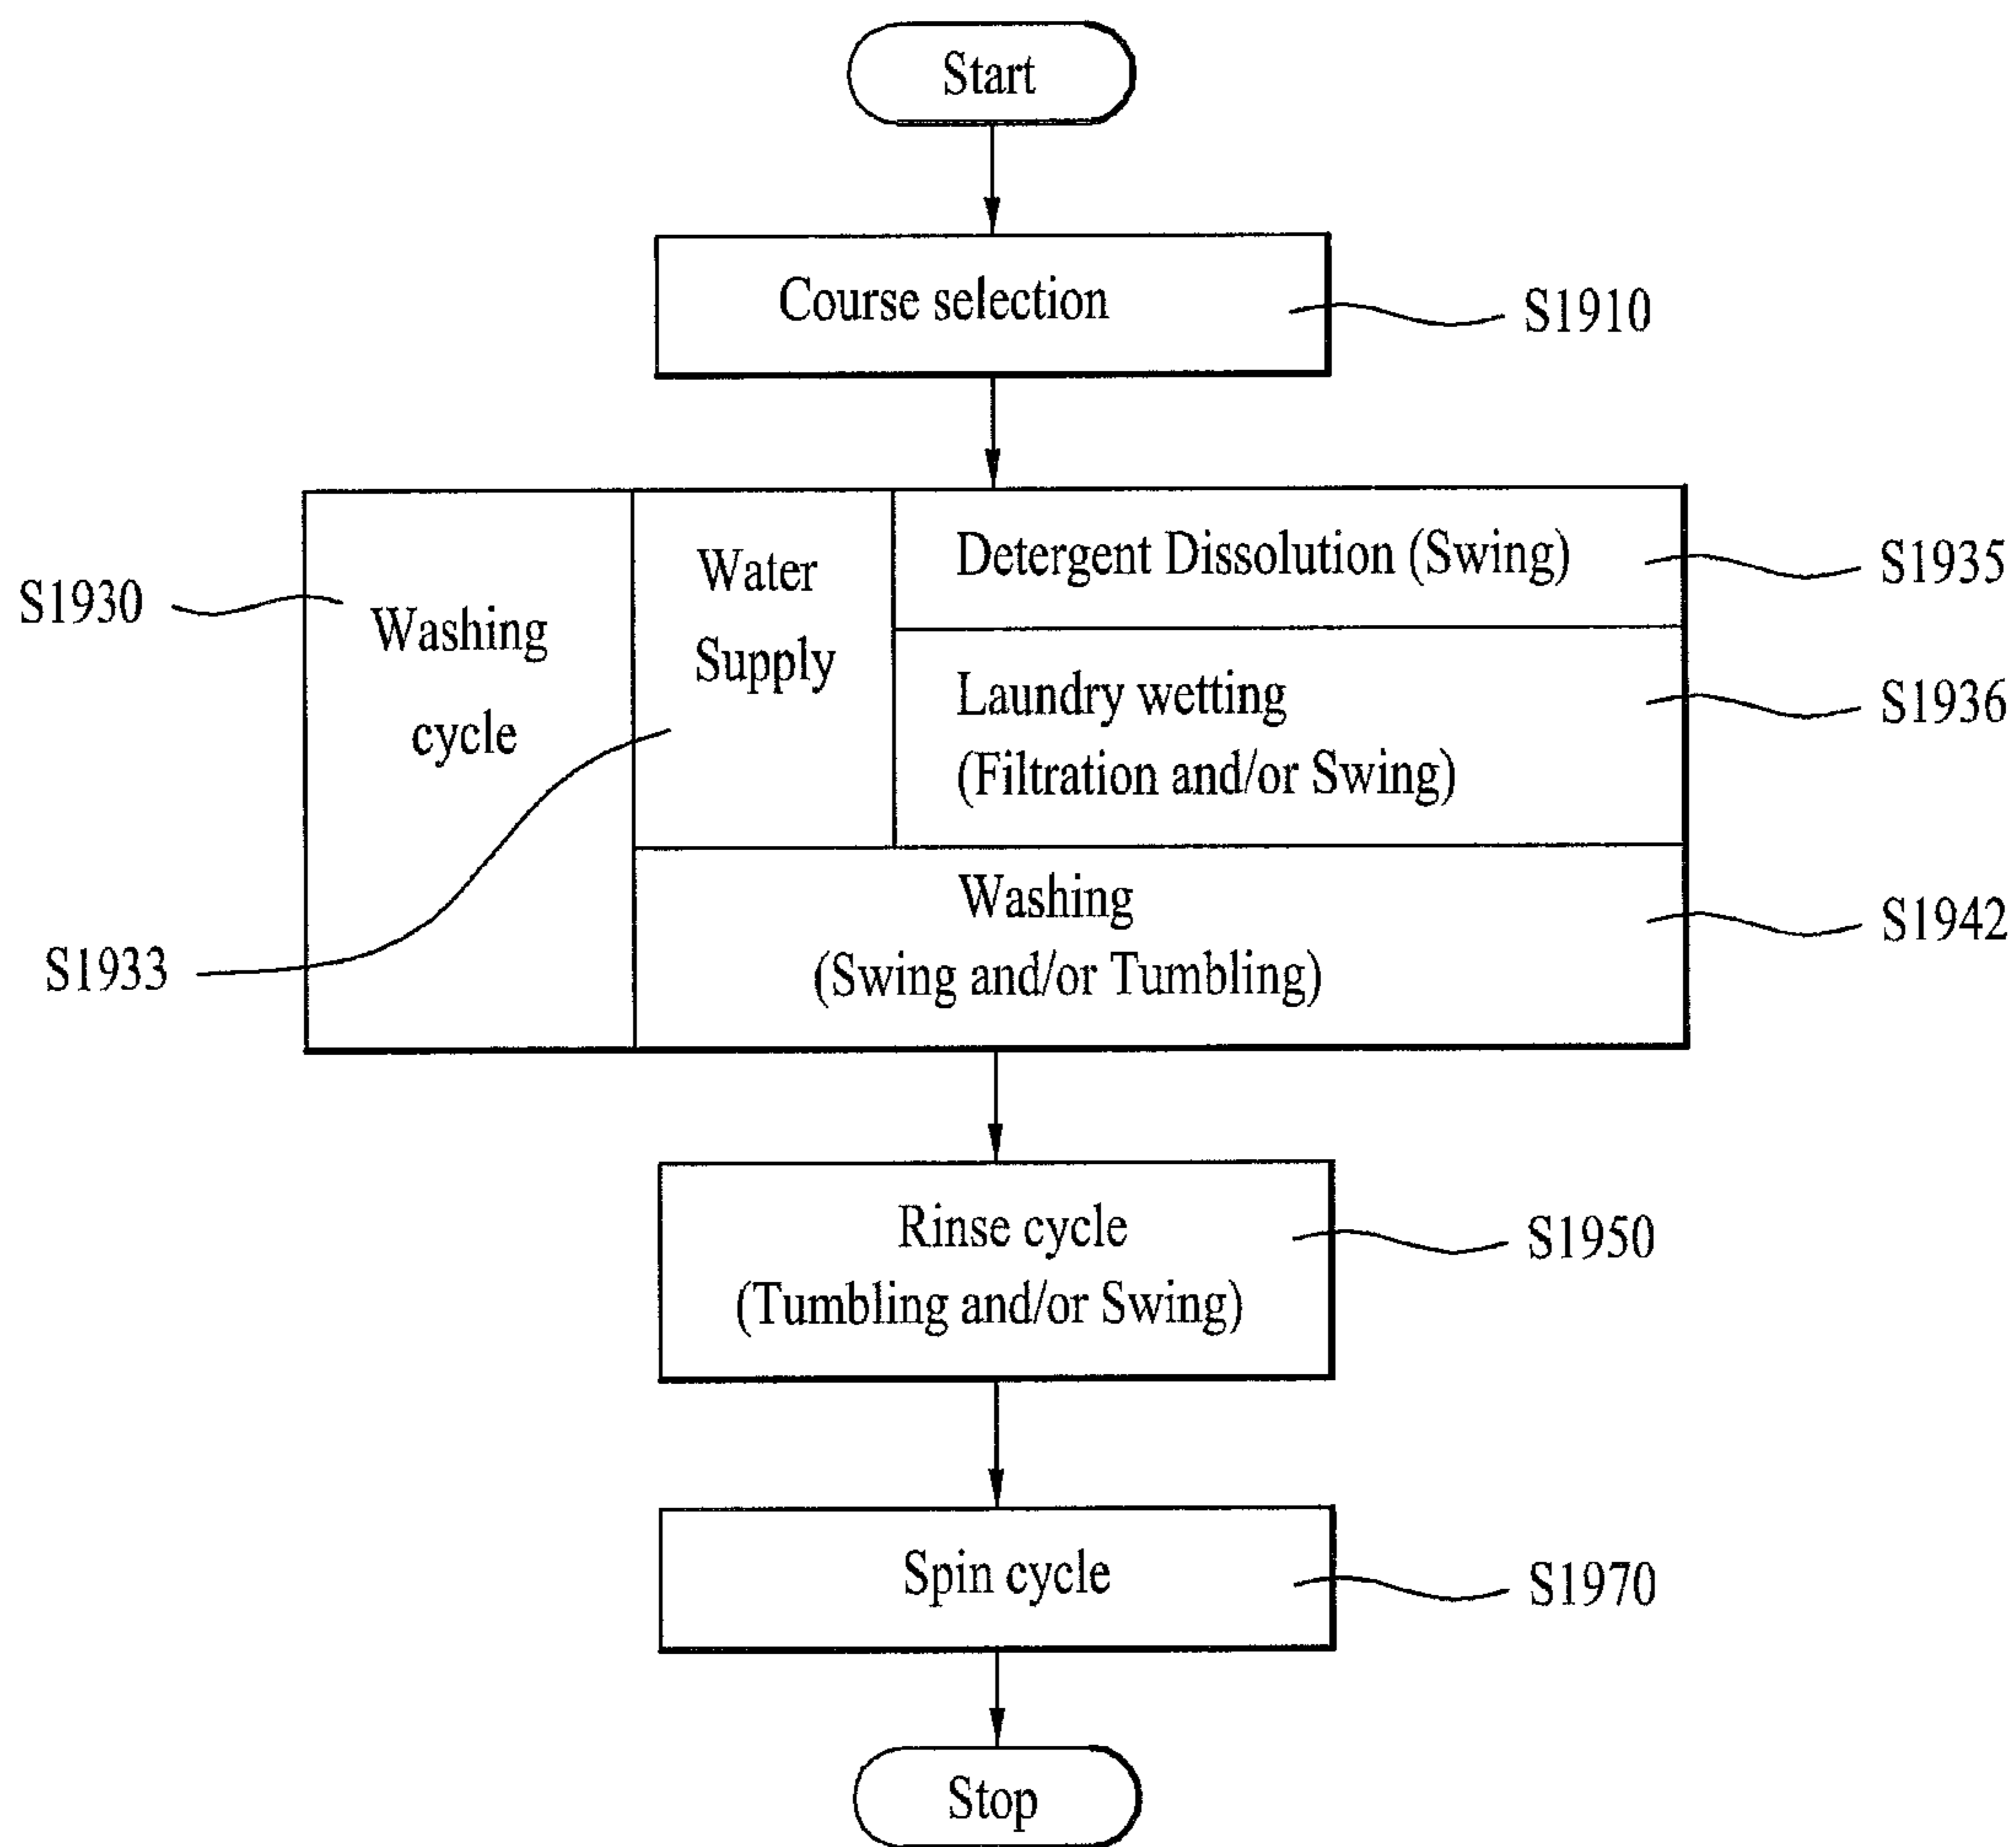 Start
Course selection
S1910
S1930
Washing
cycle
Water
Supply
S1933
Detergent Dissolution (Swing)
S1935
Laundry wetting
(Filtration and/or Swing)
S1936
Washing
(Swing and/or Tumbling)
S1942
Rinse cycle
(Tumbling and/or Swing)
S1950
Spin cycle
S1970
Stop